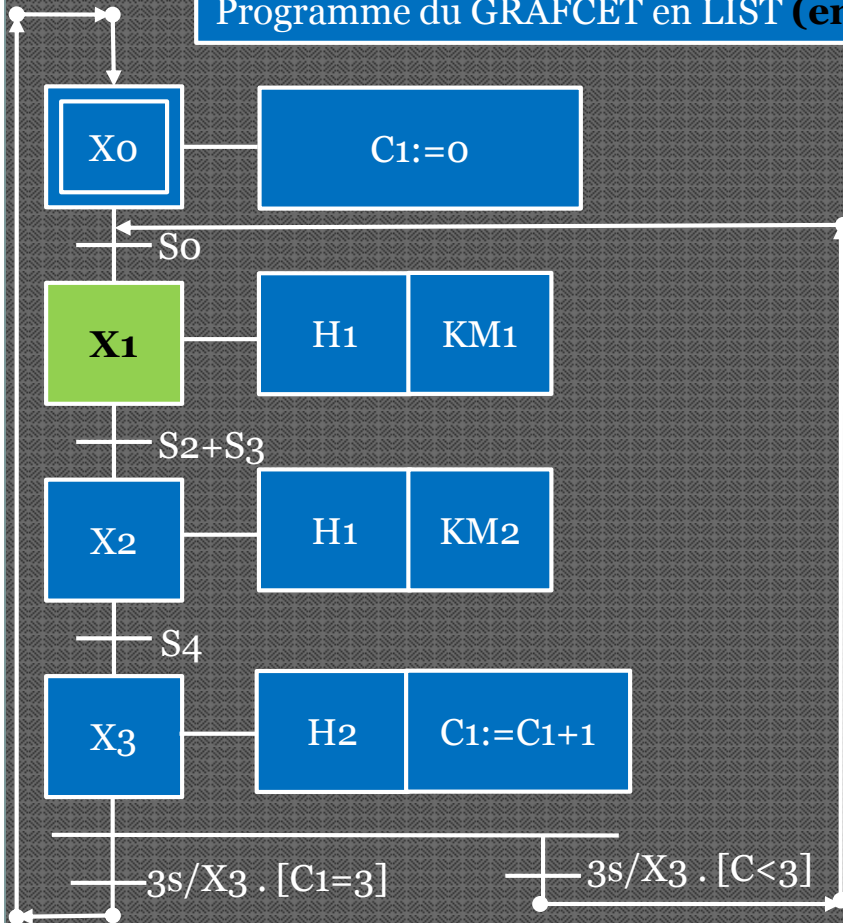 Programme du GRAFCET en LIST (en
X0
C1:=0
S0
X1
H1
KM1
S2+S3
X2
H1
KM2
S4
X3
H2
C1:=C1+1
3s/X3 . [C1=3]
3s/X3 . [C<3]